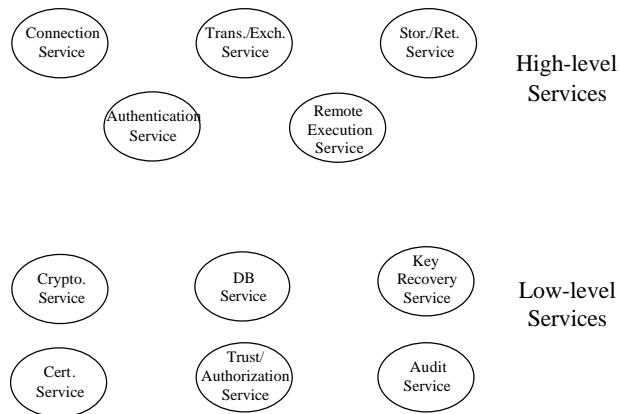 Connection
Service
Trans./Exch.
Service
Stor./Ret.
Service
High-level
Services
Authentication
Service
Remote
Execution
Service
Crypto.
Service
DB
Service
Key
Recovery
Service
Low-level
Services
Cert.
Service
Trust/
Authorization
Service
Audit
Service